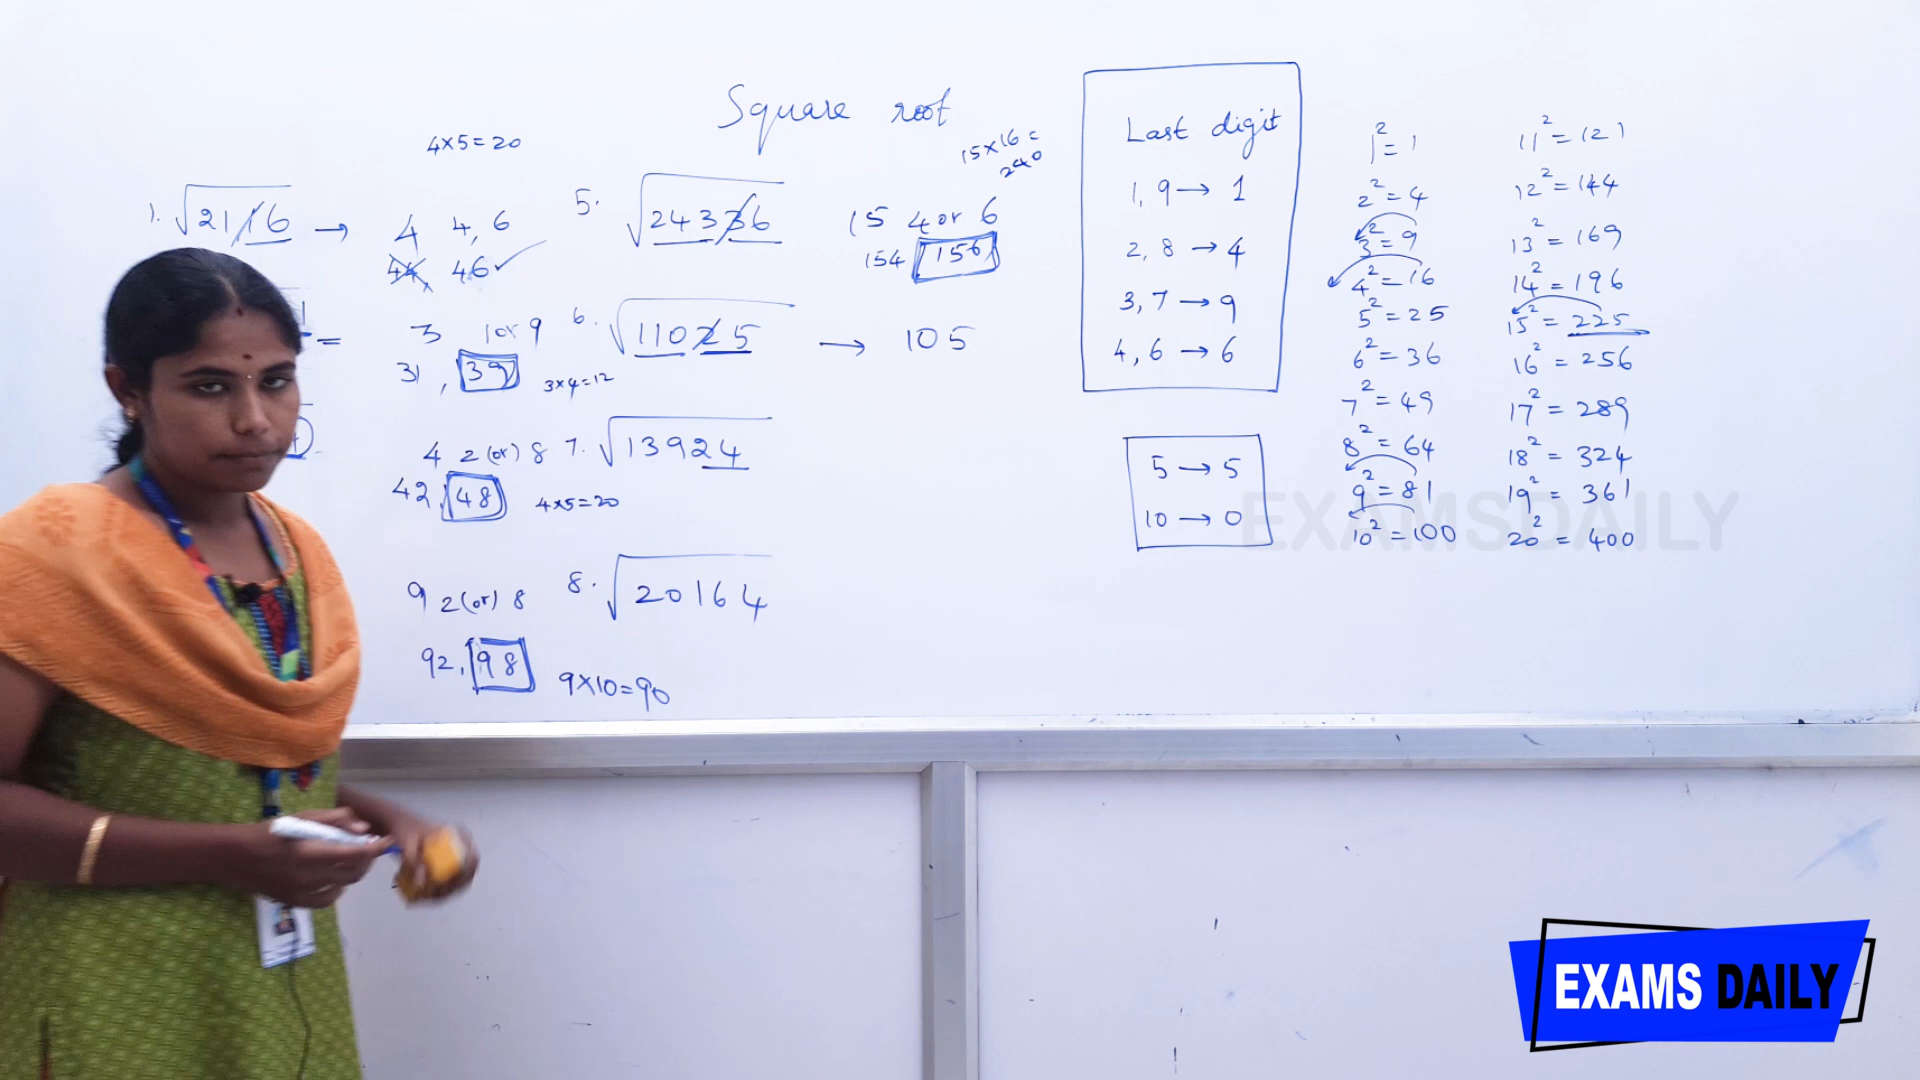 Square root
4×5=20
1. √2116 → 4 4, 6
44 46 ✓
3 1 or 9
31, 39 3×4=12
4 2 (or) 8
42, 48 4×5=20
9 2 (or) 8
92, 98 9×10=90
5. √24336 15 4 or 6
15×16=
240
154 156
6. √11025 → 105
7. √13924
8. √20164
Last digit
1, 9 → 1
2, 8 → 4
3, 7 → 9
4, 6 → 6
5 → 5
10 → 0
1² = 1
2² = 4
3² = 9
4² = 16
5² = 25
6² = 36
7² = 49
8² = 64
9² = 81
10² = 100
11² = 121
12² = 144
13² = 169
14² = 196
15² = 225
16² = 256
17² = 289
18² = 324
19² = 361
20² = 400
EXAMSDAILY
EXAMS DAILY